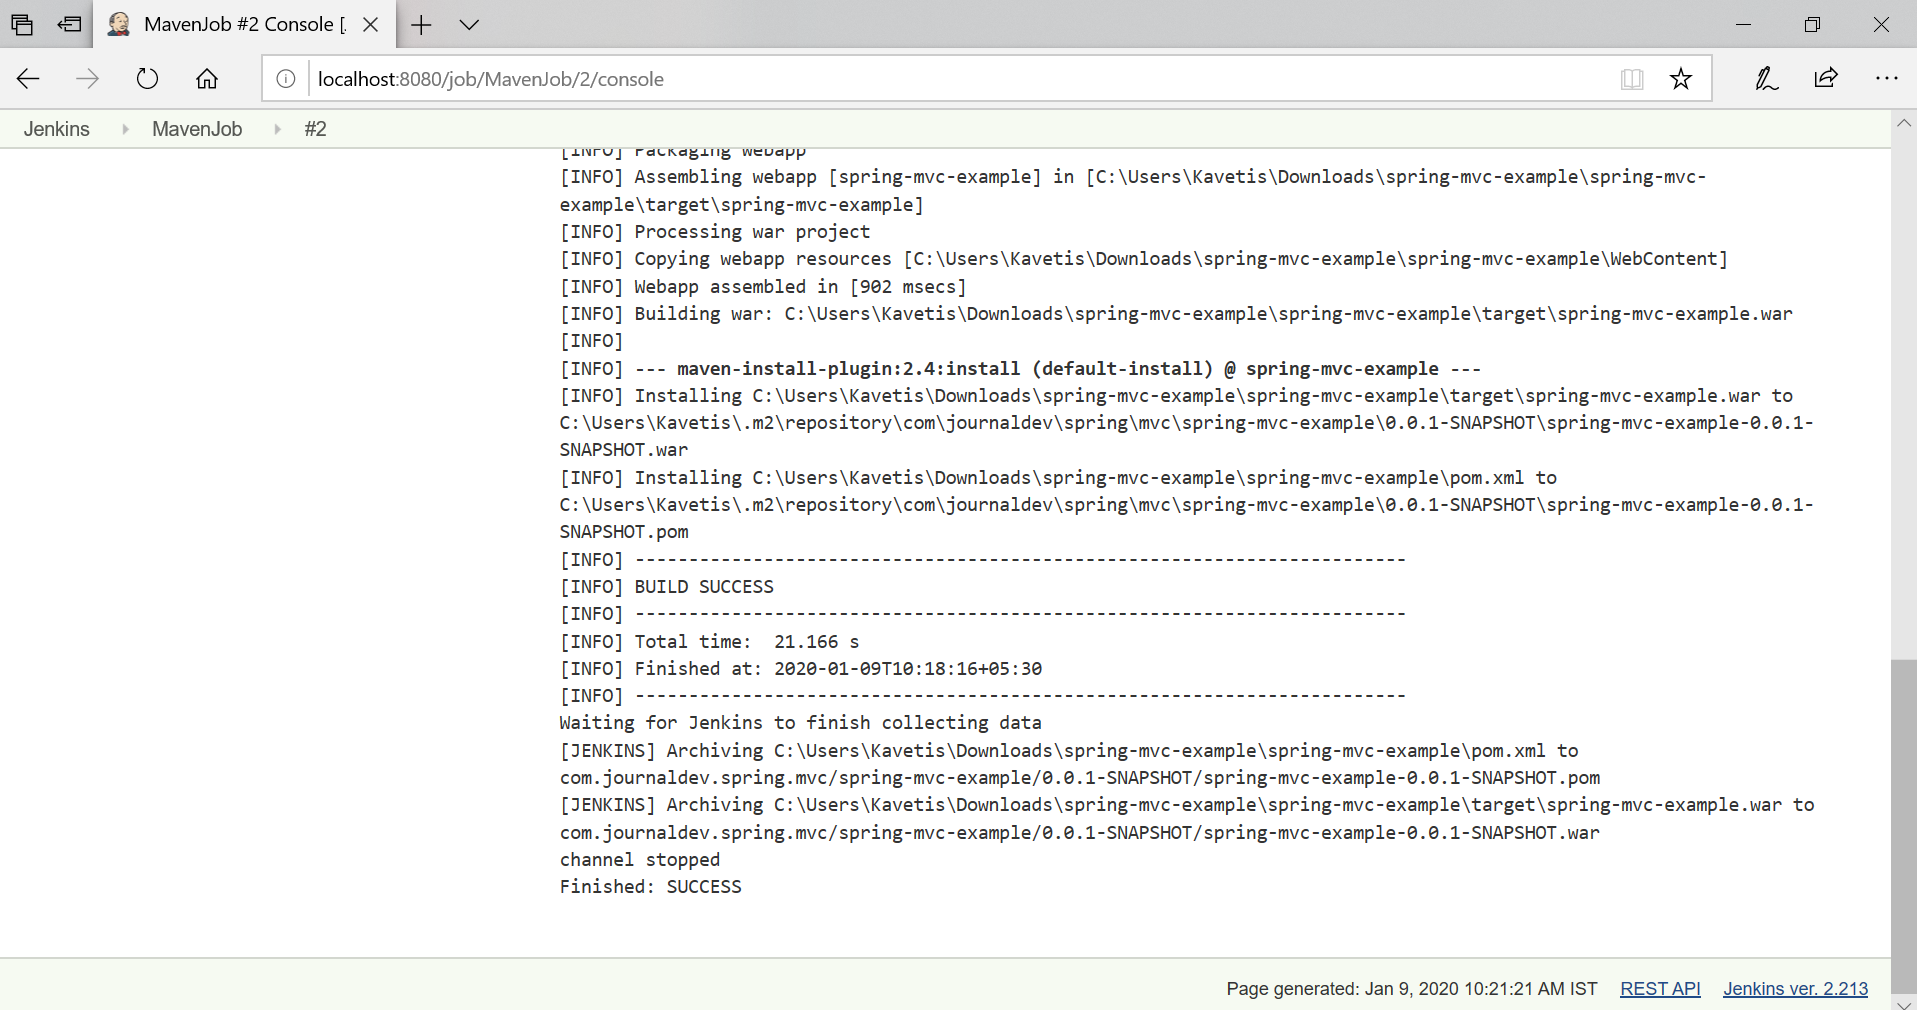 MavenJob #2 Console [.
localhost:8080/job/MavenJob/2/console
Jenkins MavenJob #2
[INFO] Packaging webapp
[INFO] Assembling webapp [spring-mvc-example] in [C:\Users\Kavetis\Downloads\spring-mvc-example\spring-mvc-
example\target\spring-mvc-example]
[INFO] Processing war project
[INFO] Copying webapp resources [C:\Users\Kavetis\Downloads\spring-mvc-example\spring-mvc-example\WebContent]
[INFO] Webapp assembled in [902 msecs]
[INFO] Building war: C:\Users\Kavetis\Downloads\spring-mvc-example\spring-mvc-example\target\spring-mvc-example.war
[INFO]
[INFO] --- maven-install-plugin:2.4:install (default-install) @ spring-mvc-example ---
[INFO] Installing C:\Users\Kavetis\Downloads\spring-mvc-example\spring-mvc-example\target\spring-mvc-example.war to
C:\Users\Kavetis\.m2\repository\com\journaldev\spring\mvc\spring-mvc-example\0.0.1-SNAPSHOT\spring-mvc-example-0.0.1-
SNAPSHOT.war
[INFO] Installing C:\Users\Kavetis\Downloads\spring-mvc-example\spring-mvc-example\pom.xml to
C:\Users\Kavetis\.m2\repository\com\journaldev\spring\mvc\spring-mvc-example\0.0.1-SNAPSHOT\spring-mvc-example-0.0.1-
SNAPSHOT.pom
[INFO] ------------------------------------------------------------------------
[INFO] BUILD SUCCESS
[INFO] ------------------------------------------------------------------------
[INFO] Total time:  21.166 s
[INFO] Finished at: 2020-01-09T10:18:16+05:30
[INFO] ------------------------------------------------------------------------
Waiting for Jenkins to finish collecting data
[JENKINS] Archiving C:\Users\Kavetis\Downloads\spring-mvc-example\spring-mvc-example\pom.xml to
com.journaldev.spring.mvc/spring-mvc-example/0.0.1-SNAPSHOT/spring-mvc-example-0.0.1-SNAPSHOT.pom
[JENKINS] Archiving C:\Users\Kavetis\Downloads\spring-mvc-example\spring-mvc-example\target\spring-mvc-example.war to
com.journaldev.spring.mvc/spring-mvc-example/0.0.1-SNAPSHOT/spring-mvc-example-0.0.1-SNAPSHOT.war
channel stopped
Finished: SUCCESS
Page generated: Jan 9, 2020 10:21:21 AM IST REST API Jenkins ver. 2.213